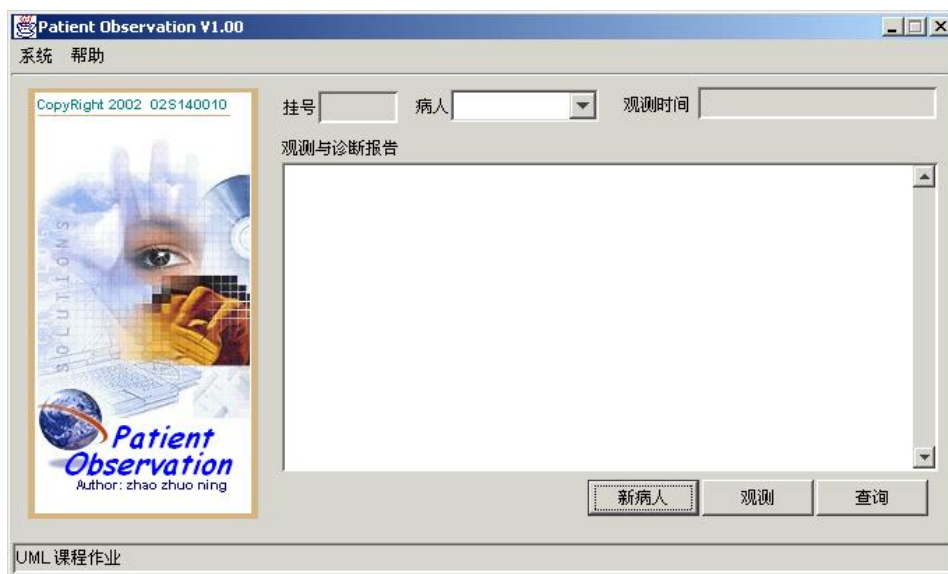 Patient Observation V1.00
系统 帮助
CopyRight 2002 02S140010
挂号 病人 观测时间
观测与诊断报告
SOLUTIONS
Patient
Observation
Author: zhao zhuo ning
新病人 观测 查询
UML 课程作业